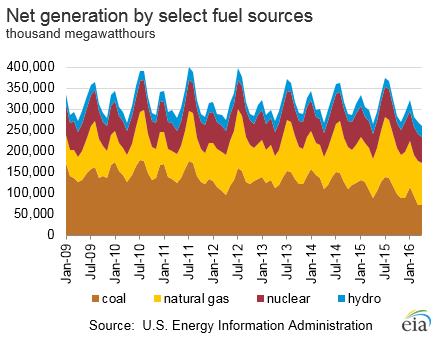 Net generation by select fuel sources
thousand megawatthours
400,000
350,000
300,000
250,000
200,000
150,000
100,000
50,000
0
Jan-09
Jul-09
Jan-10
Jul-10
Jan-11
Jul-11
Jan-12
Jul-12
Jan-13
Jul-13
Jan-14
Jul-14
Jan-15
Jul-15
Jan-16
coal natural gas nuclear hydro
Source: U.S. Energy Information Administration
eia